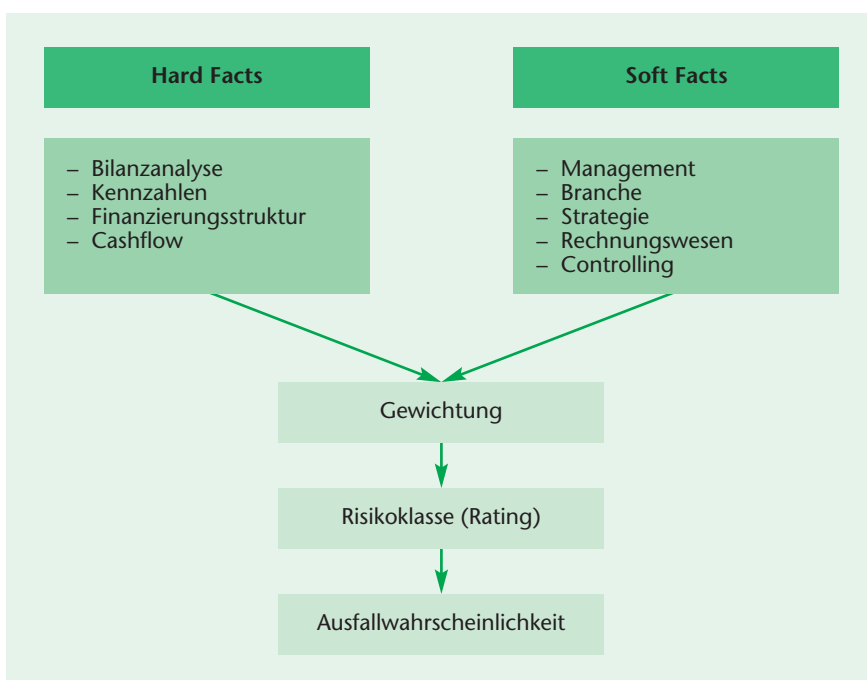 Hard Facts
– Bilanzanalyse
– Kennzahlen
– Finanzierungsstruktur
– Cashflow
Soft Facts
– Management
– Branche
– Strategie
– Rechnungswesen
– Controlling
Gewichtung
Risikoklasse (Rating)
Ausfallwahrscheinlichkeit